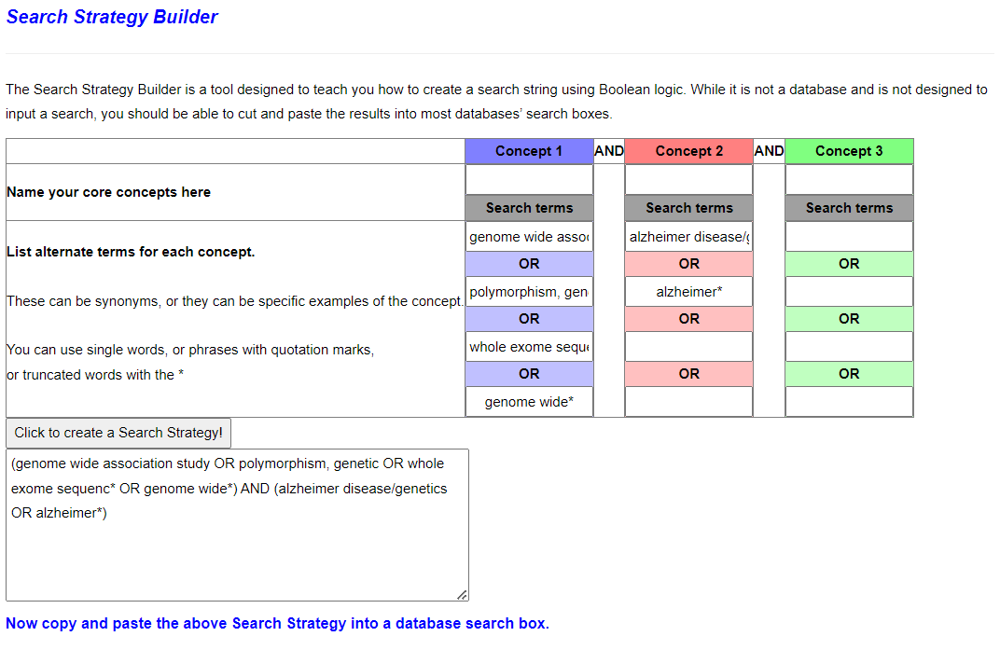 Search Strategy Builder
The Search Strategy Builder is a tool designed to teach you how to create a search string using Boolean logic. While it is not a database and is not designed to
input a search, you should be able to cut and paste the results into most databases’ search boxes.
Concept 1 AND Concept 2 AND Concept 3
Name your core concepts here
Search terms Search terms Search terms
genome wide asso alzheimer disease/
List alternate terms for each concept.
OR OR OR
These can be synonyms, or they can be specific examples of the concept.
polymorphism, gen alzheimer*
OR OR OR
You can use single words, or phrases with quotation marks,
whole exome seque
or truncated words with the *
OR OR OR
genome wide*
Click to create a Search Strategy!
(genome wide association study OR polymorphism, genetic OR whole
exome sequenc* OR genome wide*) AND (alzheimer disease/genetics
OR alzheimer*)
Now copy and paste the above Search Strategy into a database search box.